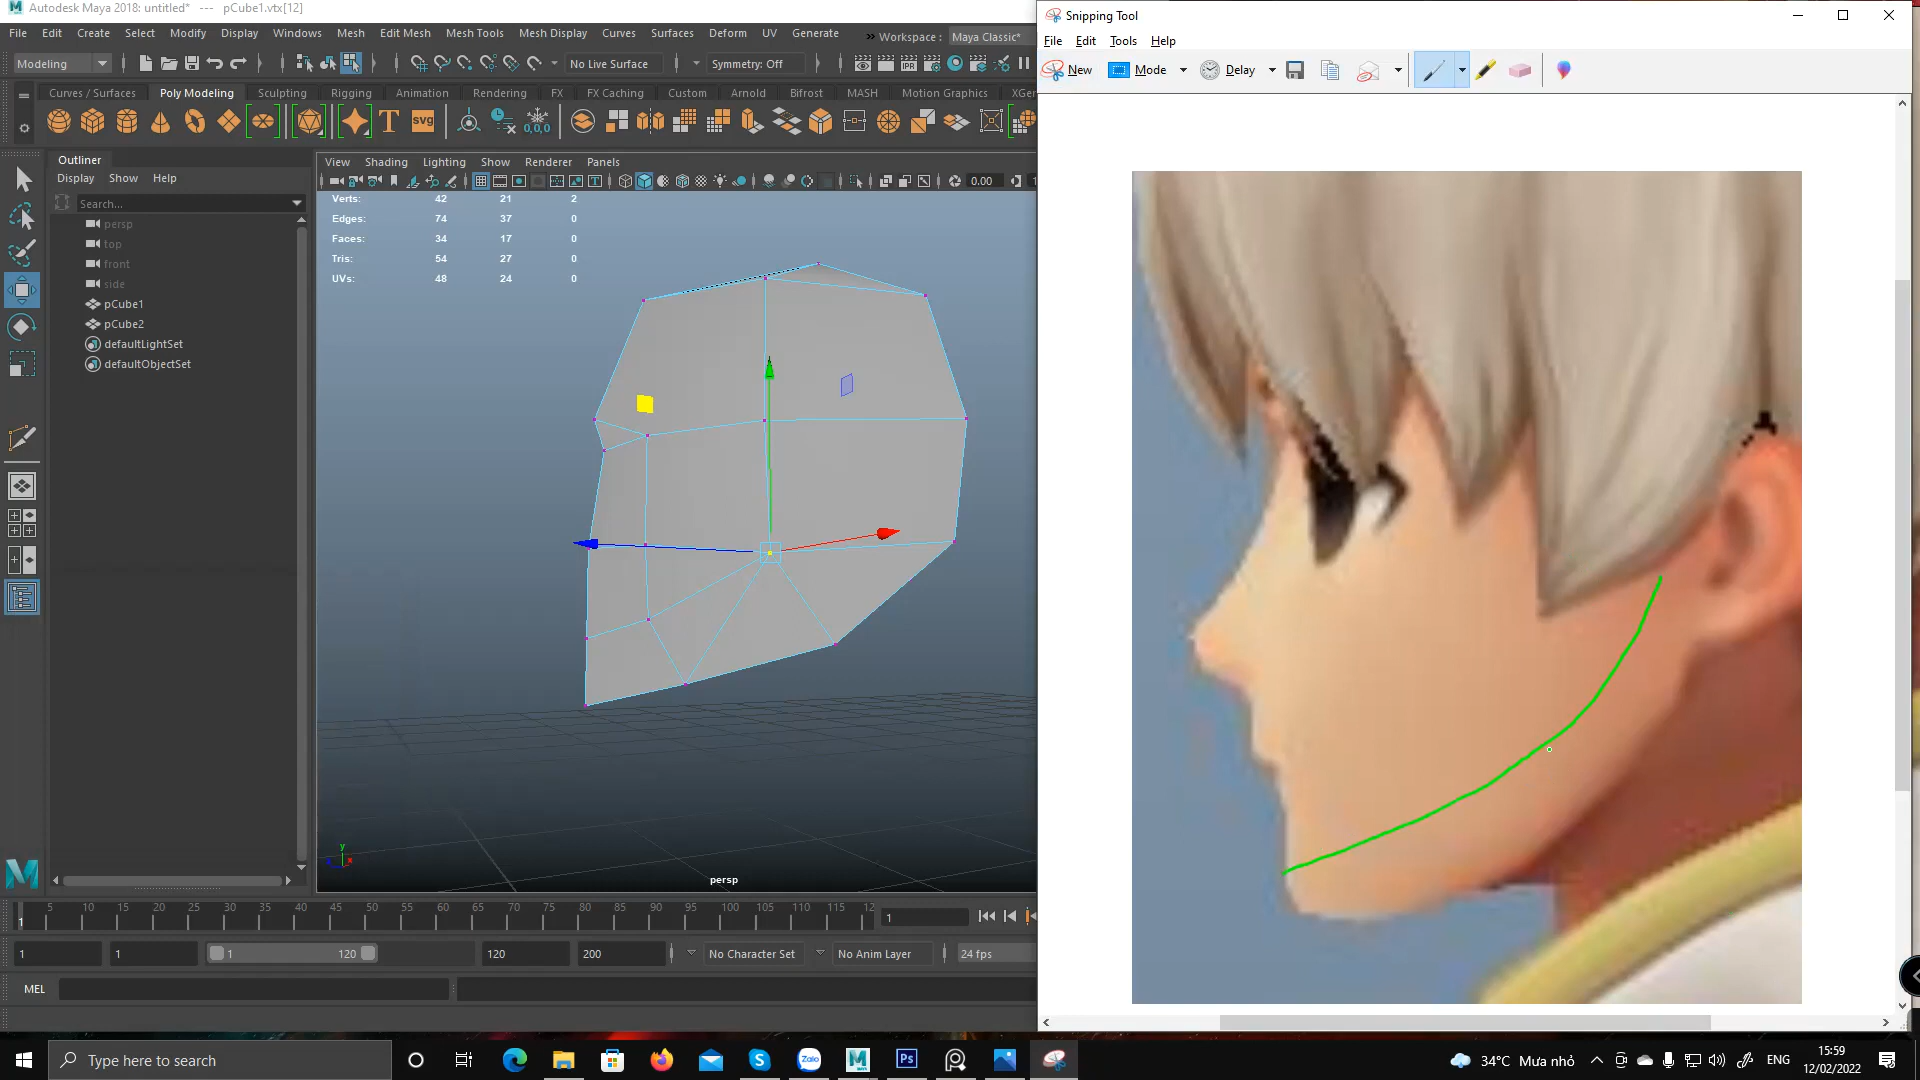 Autodesk Maya 2018: untitled* --- pCube1.vtx[12]
File Edit Create Select Modify Display Windows Mesh Edit Mesh Mesh Tools Mesh Display Curves Surfaces Deform UV Generate Workspace : Maya Classic*
Modeling No Live Surface Symmetry: Off
Curves / Surfaces Poly Modeling Sculpting Rigging Animation Rendering FX FX Caching Custom Arnold Bifrost MASH Motion Graphics XGen
T svg 0,0,0
Outliner
Display Show Help
Search...
persp
top
front
side
pCube1
pCube2
defaultLightSet
defaultObjectSet
View Shading Lighting Show Renderer Panels
0.00
Verts: 42 21 2
Edges: 74 37 0
Faces: 34 17 0
Tris: 54 27 0
UVs: 48 24 0
y
persp
5 10 15 20 25 30 35 40 45 50 55 60 65 70 75 80 85 90 95 100 105 110 115 12
1 1
1 1 1 120 120 200 No Character Set No Anim Layer 24 fps
MEL
Snipping Tool
File Edit Tools Help
New Mode Delay
Type here to search
34°C Mưa nhỏ ENG 15:59
12/02/2022